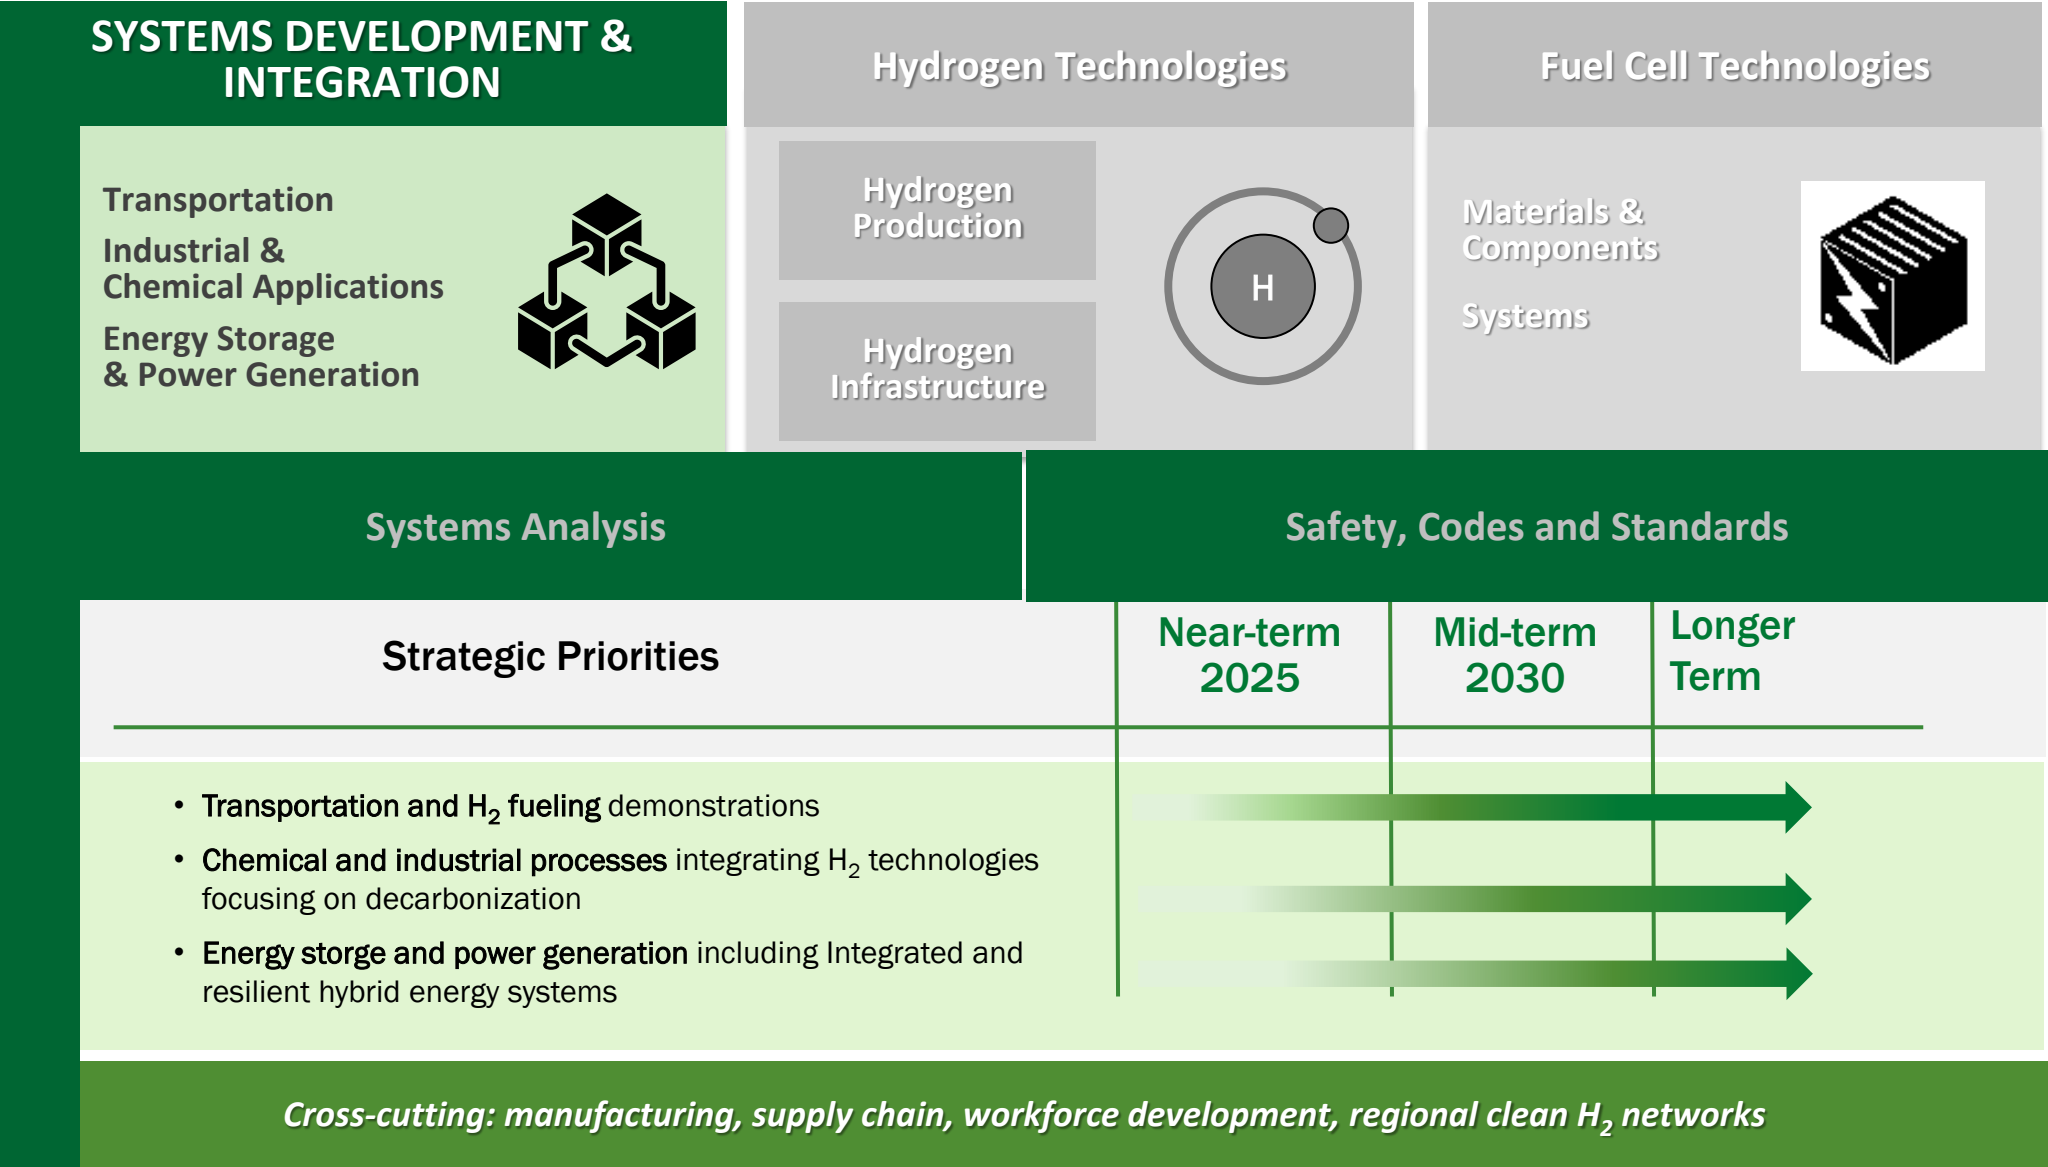 SYSTEMS DEVELOPMENT &
INTEGRATION
Transportation
Industrial &
Chemical Applications
Energy Storage
& Power Generation
Hydrogen Technologies
Hydrogen
Production
Hydrogen
Infrastructure
H
Fuel Cell Technologies
Materials &
Components
Systems
Systems Analysis
Safety, Codes and Standards
Strategic Priorities
Near-term
2025
Mid-term
2030
Longer
Term
• Transportation and H₂ fueling demonstrations
• Chemical and industrial processes integrating H₂ technologies
focusing on decarbonization
• Energy storge and power generation including Integrated and
resilient hybrid energy systems
Cross-cutting: manufacturing, supply chain, workforce development, regional clean H₂ networks